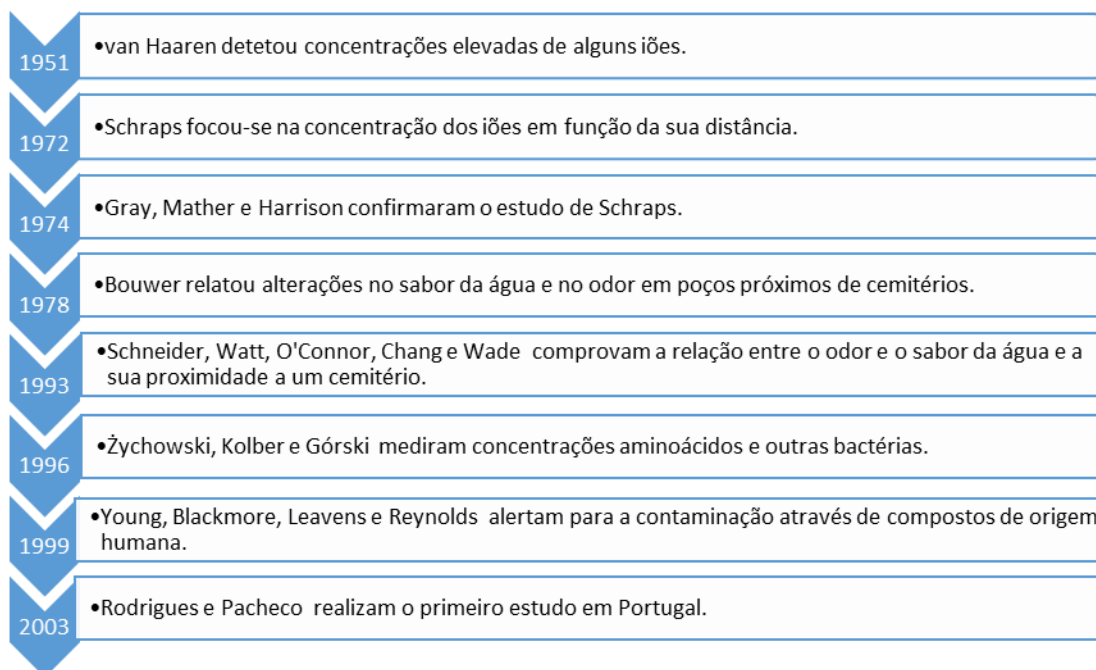 1951
•van Haaren detetou concentrações elevadas de alguns iões.
1972
•Schraps focou-se na concentração dos iões em função da sua distância.
1974
•Gray, Mather e Harrison confirmaram o estudo de Schraps.
1978
•Bouwer relatou alterações no sabor da água e no odor em poços próximos de cemitérios.
1993
•Schneider, Watt, O'Connor, Chang e Wade comprovam a relação entre o odor e o sabor da água e a
sua proximidade a um cemitério.
1996
•Żychowski, Kolber e Górski mediram concentrações aminoácidos e outras bactérias.
1999
•Young, Blackmore, Leavens e Reynolds alertam para a contaminação através de compostos de origem
humana.
2003
•Rodrigues e Pacheco realizam o primeiro estudo em Portugal.